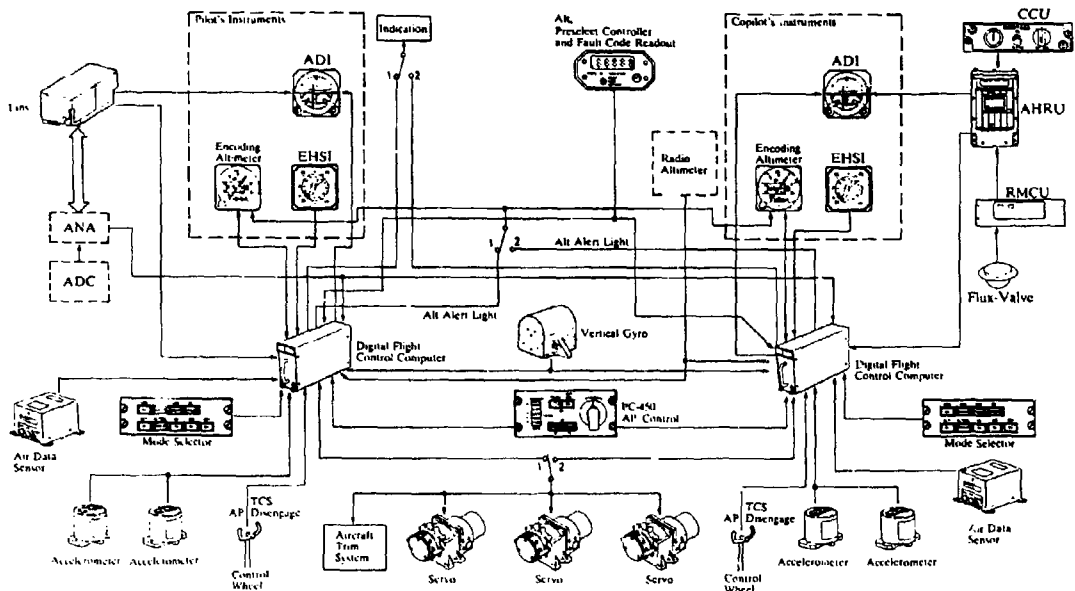 Pilot's Instruments
ADI
Encoding
Altimeter
EHSI
Indication
1
2
Alt,
Preselect Controller
and Fault Code Readout
Copilot's Instruments
ADI
Encoding
Altimeter
EHSI
CCU
AHRU
RMCU
Flux-Valve
Radio
Altimeter
ANA
ADC
1
2
Alt Alert Light
Alt Alert Light
Vertical Gyro
Digital Flight
Control Computer
Digital Flight
Control Computer
PC-450
AP Control
Mode Selector
Mode Selector
Air Data
Sensor
Air Data
Sensor
1
2
TCS
AP Disengage
TCS
AP Disengage
Accelerometer
Accelerometer
Control
Wheel
Aircraft
Trim
System
Servo
Servo
Servo
Control
Wheel
Accelerometer
Accelerometer